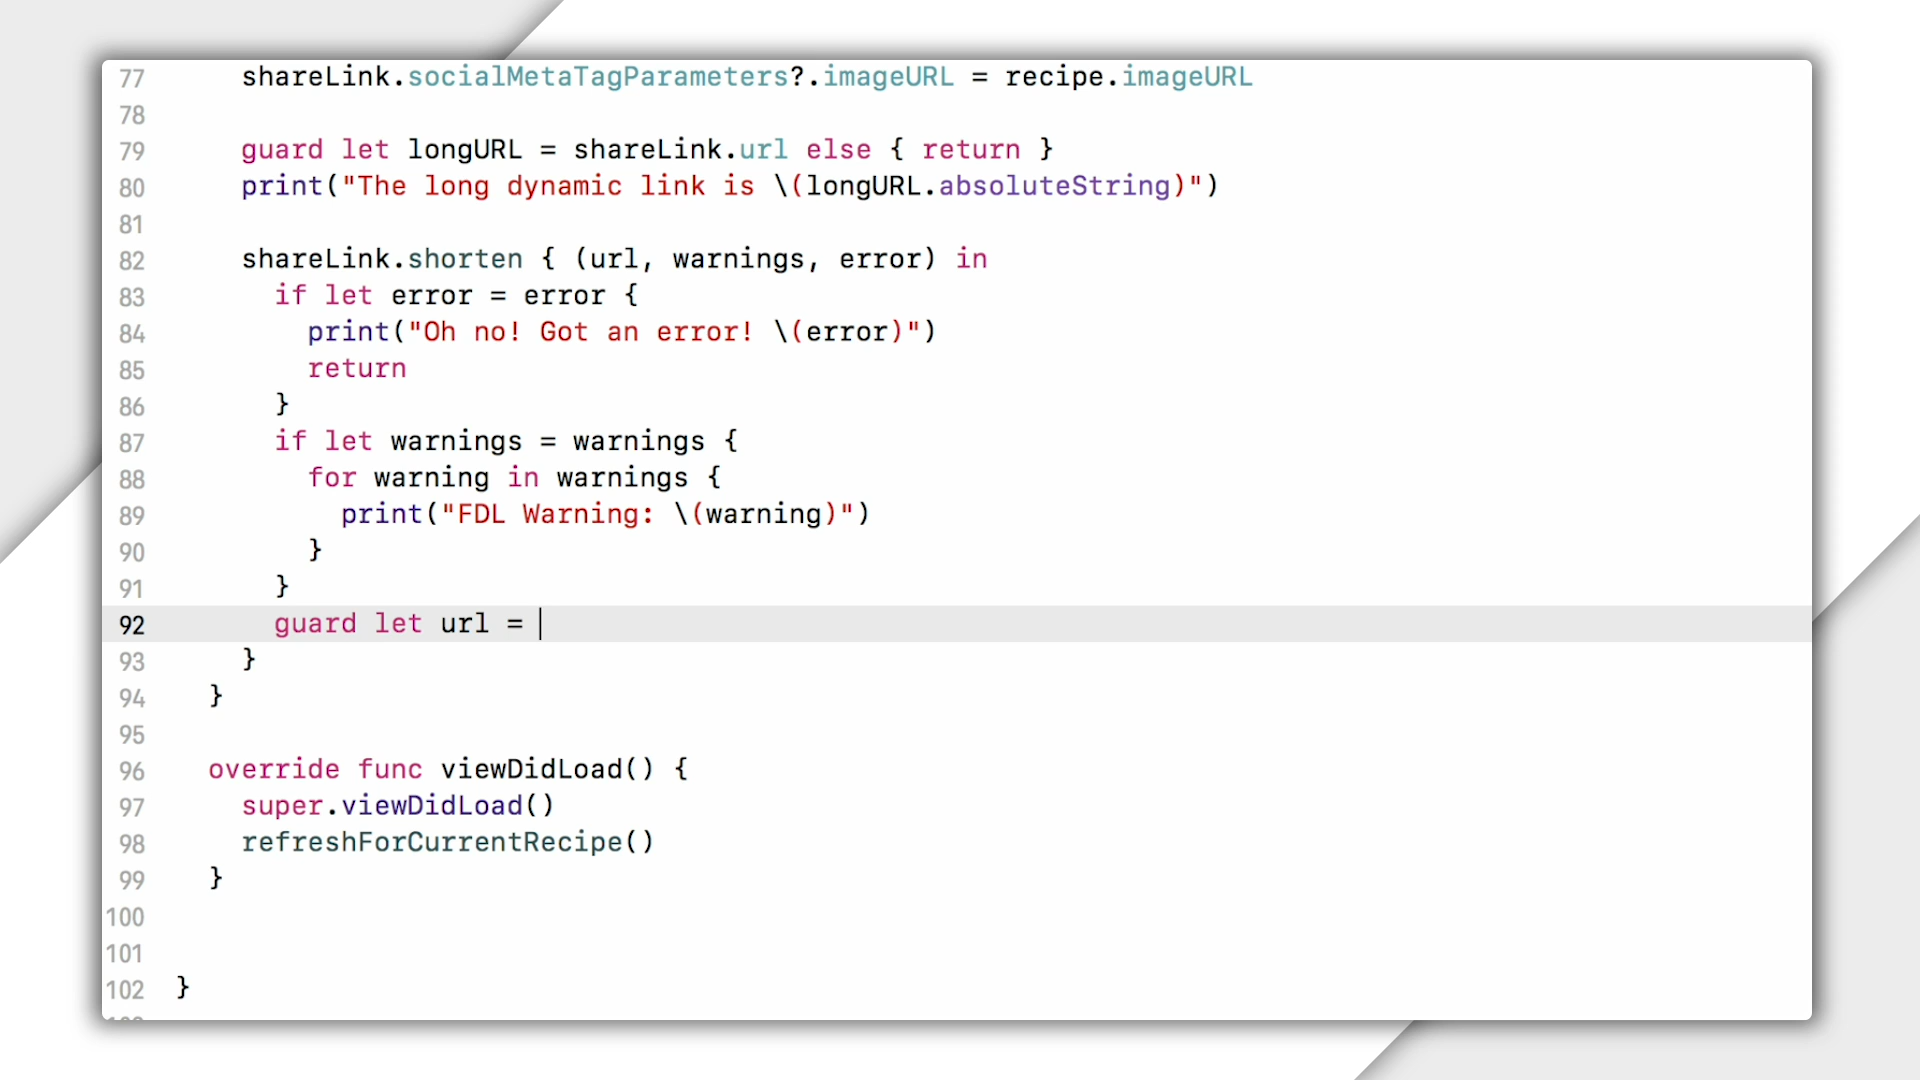 77 shareLink.socialMetaTagParameters?.imageURL = recipe.imageURL
78
79 guard let longURL = shareLink.url else { return }
80 print("The long dynamic link is \(longURL.absoluteString)")
81
82 shareLink.shorten { (url, warnings, error) in
83 if let error = error {
84 print("Oh no! Got an error! \(error)")
85 return
86 }
87 if let warnings = warnings {
88 for warning in warnings {
89 print("FDL Warning: \(warning)")
90 }
91 }
92 guard let url =
93 }
94 }
95
96 override func viewDidLoad() {
97 super.viewDidLoad()
98 refreshForCurrentRecipe()
99 }
100
101
102 }